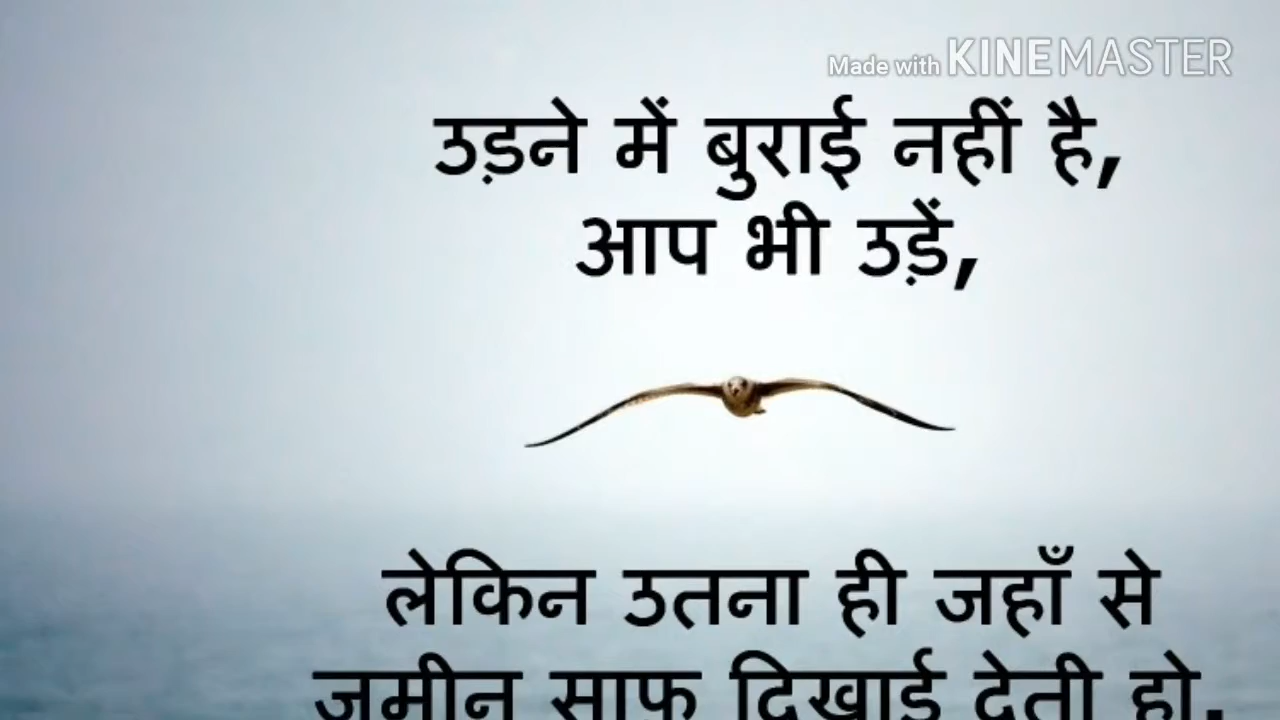 Made with KINEMASTER
उड़ने में बुराई नहीं है,
आप भी उड़ें,
लेकिन उतना ही जहाँ से
जमीन साफ दिखाई देती हो.